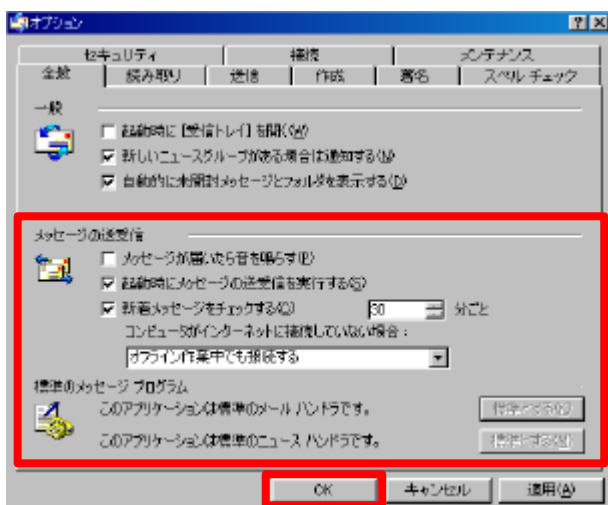 オプション
セキュリティ 接続 メンテナンス
全般 読み取り 送信 作成 署名 スペル チェック
一般
起動時に [受信トレイ] を開く(W)
新しいニュースグループがある場合は通知する(N)
自動的に未開封メッセージとフォルダを表示する(D)
メッセージの送受信
メッセージが届いたら音を鳴らす(P)
起動時にメッセージの送受信を実行する(S)
新着メッセージをチェックする(C) 30 分ごと
コンピュータがインターネットに接続していない場合 :
オフライン作業中でも接続する
標準のメッセージ プログラム
このアプリケーションは標準のメール ハンドラです。 標準とする
このアプリケーションは標準のニュース ハンドラです。 標準とする
OK キャンセル 適用(A)